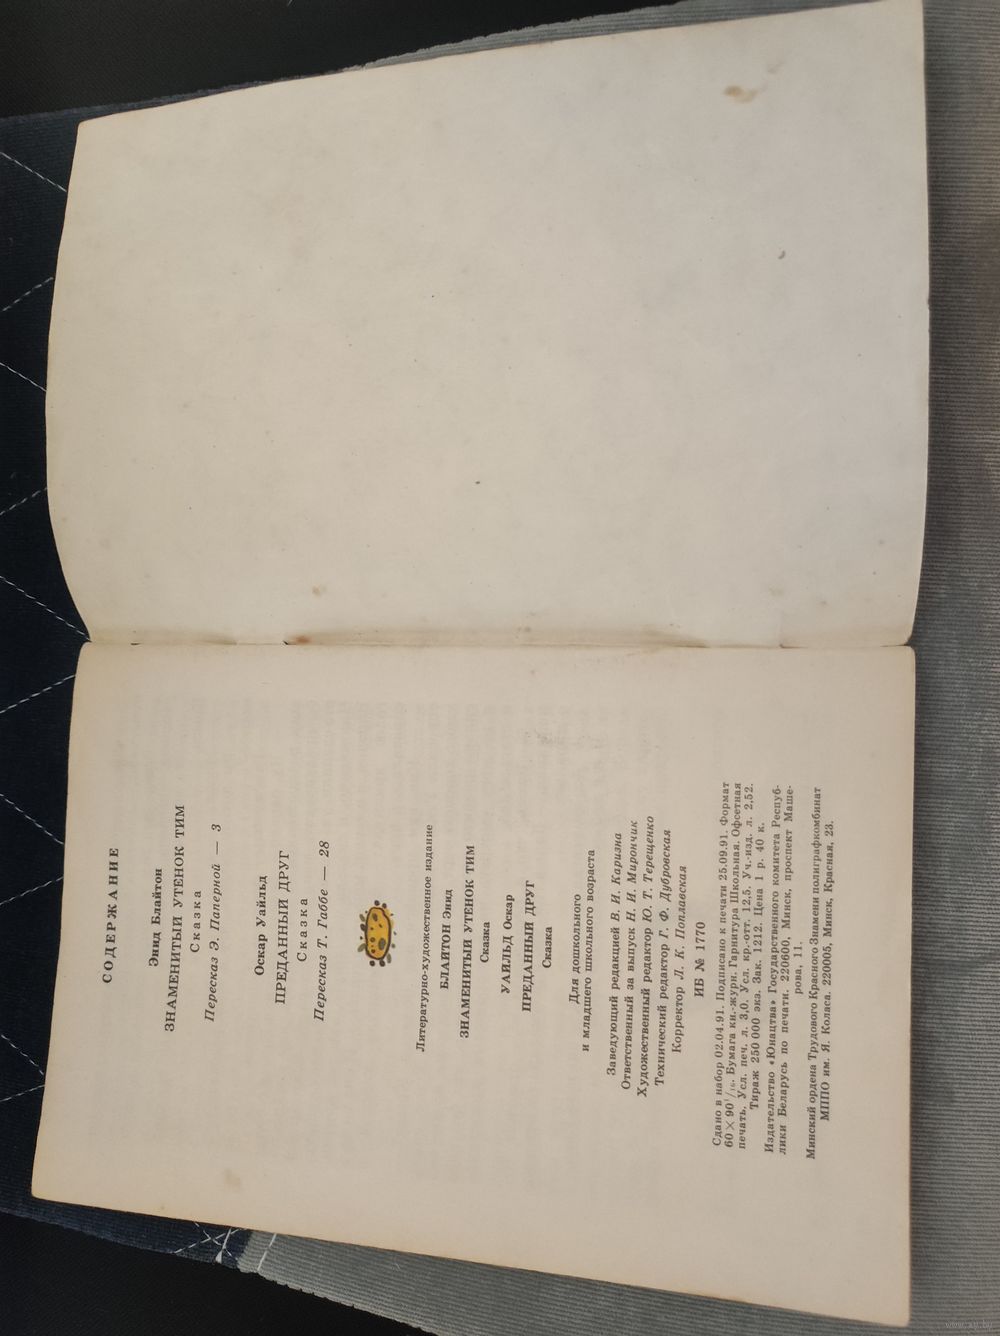 СОДЕРЖАНИЕ
Энид Блайтон
ЗНАМЕНИТЫЙ УТЕНОК ТИМ
Сказка
Пересказ Э. Паперной — 3
Оскар Уайльд
ПРЕДАННЫЙ ДРУГ
Сказка
Пересказ Т. Габбе — 28
Литературно-художественное издание
БЛАЙТОН Энид
ЗНАМЕНИТЫЙ УТЕНОК ТИМ
Сказка
УАЙЛЬД Оскар
ПРЕДАННЫЙ ДРУГ
Сказка
Для дошкольного
и младшего школьного возраста
Заведующий редакцией В. И. Каризна
Ответственный за выпуск Н. И. Мирончик
Художественный редактор Ю. Т. Терещенко
Технический редактор Г. Ф. Дубровская
Корректор Л. К. Поплавская
ИБ № 1770
Сдано в набор 02.04.91. Подписано к печати 25.09.91. Формат
60×90¹/₁₆. Бумага кн.-журн. Гарнитура Школьная. Офсетная
печать. Усл. печ. л. 3,0. Усл. кр.-отт. 12,5. Уч.-изд. л. 2,52.
Тираж 250 000 экз. Зак. 1212. Цена 1 р. 40 к.
Издательство «Юнацтва» Государственного комитета Респуб-
лики Беларусь по печати. 220600, Минск, проспект Маше-
рова, 11.
Минский ордена Трудового Красного Знамени полиграфкомбинат
МППО им. Я. Коласа. 220005, Минск, Красная, 23.
www.ay.by